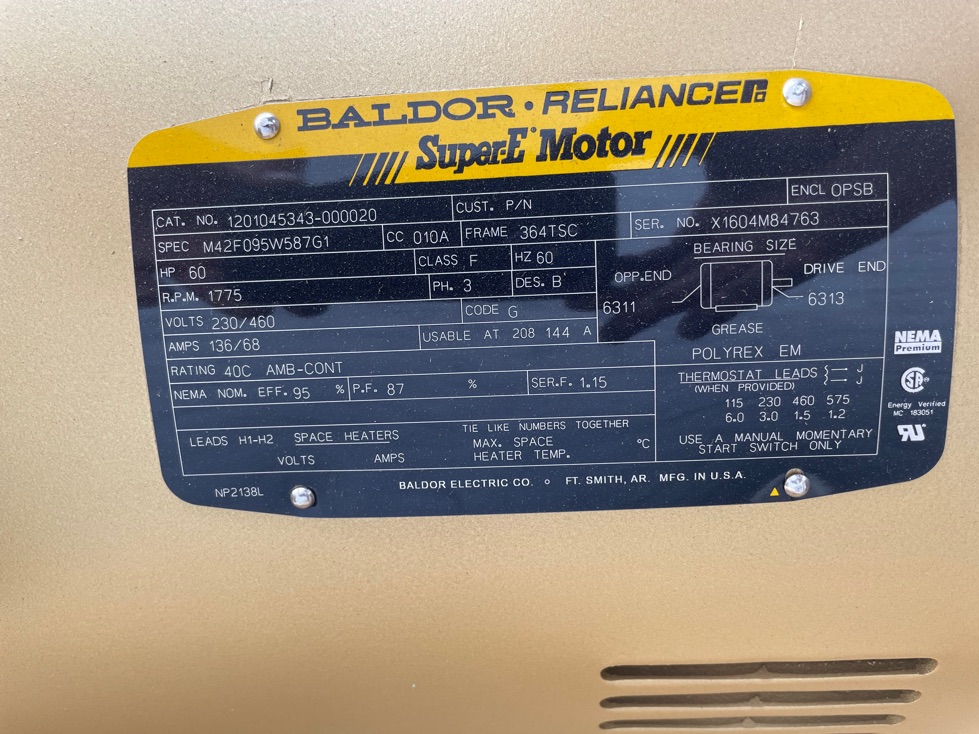 BALDOR · RELIANCE
Super-E® Motor
CAT. NO. 1201045343-000020 CUST. P/N ENCL OPSB
SPEC M42F095W587G1 CC 010A FRAME 364TSC SER. NO. X1604M84763
HP 60 CLASS F HZ 60
R.P.M. 1775 PH. 3 DES. B
VOLTS 230/460 CODE G
AMPS 136/68 USABLE AT 208 144 A
RATING 40C AMB-CONT
NEMA NOM. EFF. 95 % P.F. 87 % SER.F. 1.15
BEARING SIZE
OPP.END DRIVE END
6311 6313
GREASE
POLYREX EM
THERMOSTAT LEADS J
(WHEN PROVIDED) J
115 230 460 575
6.0 3.0 1.5 1.2
USE A MANUAL MOMENTARY
START SWITCH ONLY
TIE LIKE NUMBERS TOGETHER
LEADS H1-H2 SPACE HEATERS MAX. SPACE °C
VOLTS AMPS HEATER TEMP.
NEMA
Premium
Energy Verified
MC 183051
NP2138L
BALDOR ELECTRIC CO. o FT. SMITH, AR. MFG. IN U.S.A.